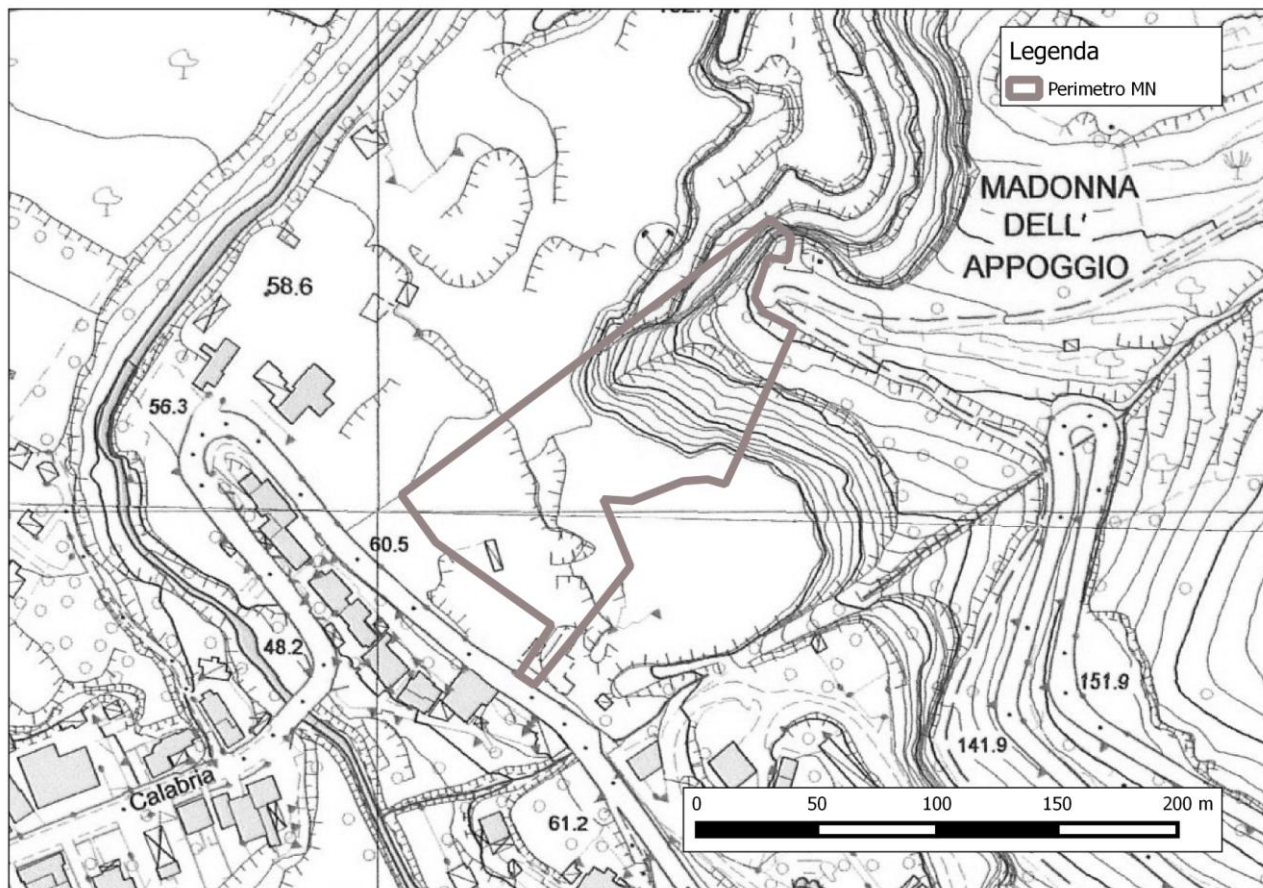 Legenda
Perimetro MN
MADONNA
DELL'
APPOGGIO
58.6
56.3
60.5
48.2
151.9
141.9
Calabria
61.2
0 50 100 150 200 m